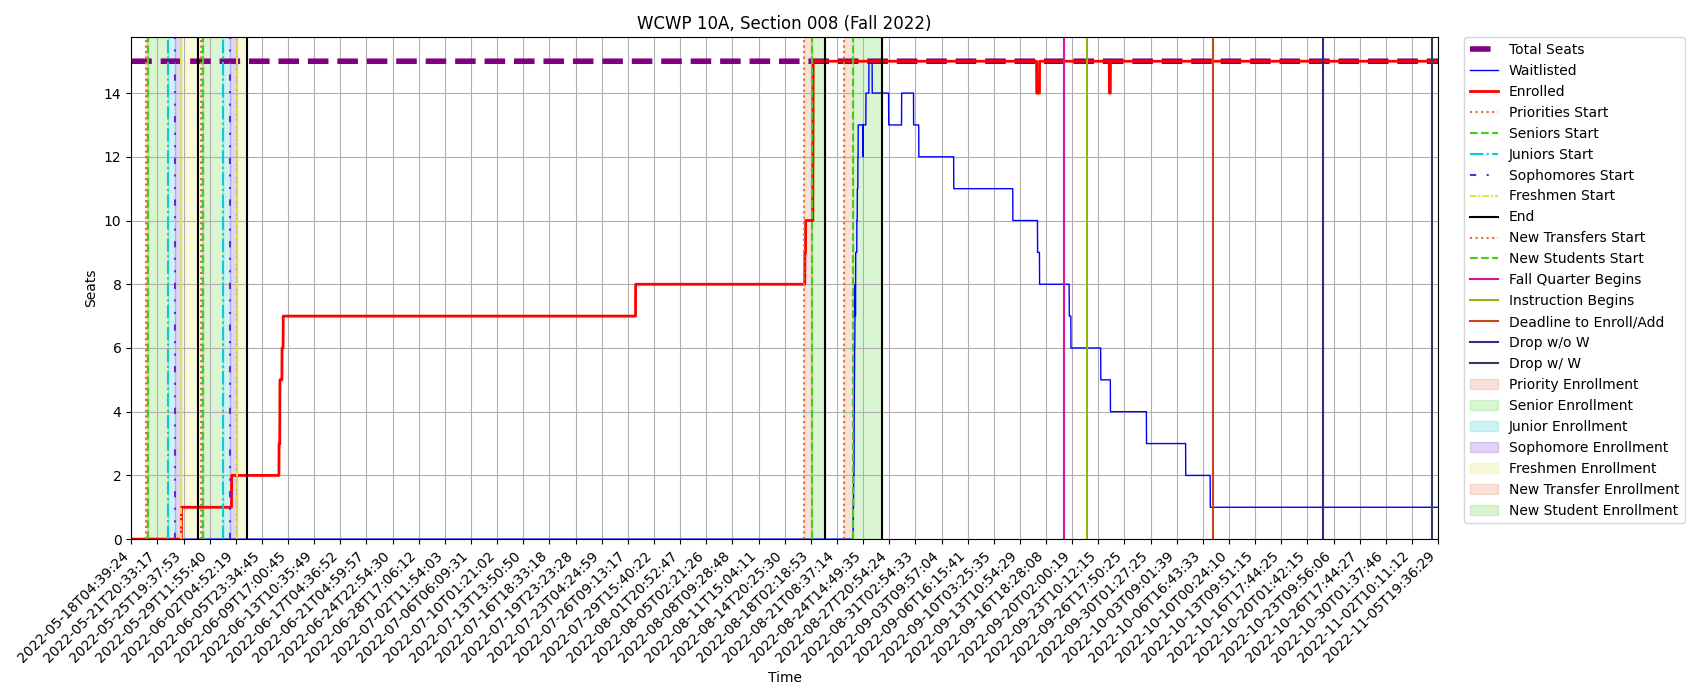 WCWP 10A, Section 008 (Fall 2022)
Seats
14
12
10
8
6
4
2
0
2022-05-18T04:39:24
2022-05-21T20:33:17
2022-05-25T19:37:53
2022-05-29T11:55:40
2022-06-02T04:52:19
2022-06-05T23:34:45
2022-06-09T17:00:45
2022-06-13T10:35:49
2022-06-17T04:36:52
2022-06-21T04:59:57
2022-06-24T22:54:30
2022-06-28T17:06:12
2022-07-02T11:54:03
2022-07-06T06:09:31
2022-07-10T01:21:02
2022-07-13T13:50:50
2022-07-16T18:33:18
2022-07-19T23:23:28
2022-07-23T04:24:59
2022-07-26T09:13:17
2022-07-29T15:40:22
2022-08-01T20:52:47
2022-08-05T02:21:26
2022-08-08T09:28:48
2022-08-11T15:04:11
2022-08-14T20:25:30
2022-08-18T02:18:53
2022-08-21T08:37:14
2022-08-24T14:49:35
2022-08-27T20:54:24
2022-08-31T02:54:33
2022-09-03T09:57:04
2022-09-06T16:15:41
2022-09-10T03:25:35
2022-09-13T10:54:29
2022-09-16T18:28:08
2022-09-20T02:00:19
2022-09-23T10:12:15
2022-09-26T17:50:25
2022-09-30T01:27:25
2022-10-03T09:01:39
2022-10-06T16:43:33
2022-10-10T00:24:10
2022-10-13T09:51:15
2022-10-16T17:44:25
2022-10-20T01:42:15
2022-10-23T09:56:06
2022-10-26T17:44:27
2022-10-30T01:37:46
2022-11-02T10:11:12
2022-11-05T19:36:29
Time
Total Seats
Waitlisted
Enrolled
Priorities Start
Seniors Start
Juniors Start
Sophomores Start
Freshmen Start
End
New Transfers Start
New Students Start
Fall Quarter Begins
Instruction Begins
Deadline to Enroll/Add
Drop w/o W
Drop w/ W
Priority Enrollment
Senior Enrollment
Junior Enrollment
Sophomore Enrollment
Freshmen Enrollment
New Transfer Enrollment
New Student Enrollment